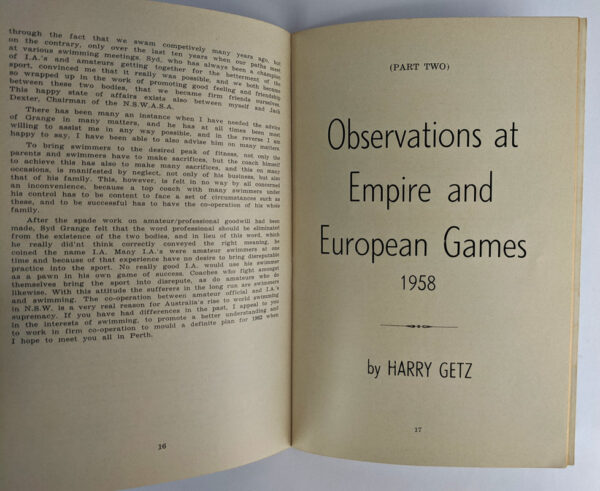 through the fact that we swam competively many years ago, but
on the contrary, only over the last ten years when our paths met
at various swimming meetings. Syd, who has always been a champion
of I.A.'s and amateurs getting together for the betterment of the
sport, convinced me that it really was possible, and we both became
so wrapped up in the work of promoting good feeling and friendship
between these two bodies, that we became firm friends ourselves.
This happy state of affairs exists also between myself and Jack
Dexter, Chairman of the N.S.W.A.S.A.
There has been many an instance when I have needed the advice
of Grange in many matters, and he has at all times been most
willing to assist me in any way possible, and in the reverse I am
happy to say, I have been able to also advise him on many matters.
To bring swimmers to the desired peak of fitness, not only the
parents and swimmers have to make sacrifices, but the coach himself
to achieve this has also to make many sacrifices, and this on many
occasions, is manifested by neglect, not only of his business, but also
that of his family. This, however, is felt in no way by all concerned
an inconvenience, because a top coach with many swimmers under
his control has to be content to face a set of circumstances such as
these, and to be successful has to have the co-operation of his whole
family.
After the spade work on amateur/professional goodwill had been
made, Syd Grange felt that the word professional should be eliminated
from the existence of the two bodies, and in lieu of this word, which
he really did'nt think correctly conveyed the right meaning, he
coined the name I.A. Many I.A.'s were amateur swimmers at one
time and because of that experience have no desire to bring disreputable
practice into the sport. No really good I.A. would use his swimmer
as a pawn in his own game of success. Coaches who fight amongst
themselves bring the sport into disrepute, as do amateurs who do
likewise. With this attitude the sufferers in the long run are swimmers
and swimming. The co-operation between amateur official and I.A.'s
in N.S.W. is a very real reason for Australia's rise to world swimming
supremacy. If you have had differences in the past, I appeal to you
in the interests of swimming, to promote a better understanding and
to work in firm co-operation to mould a definite plan for 1962 when
I hope to meet you all in Perth.
16
(PART TWO)
Observations at
Empire and
European Games
1958
by HARRY GETZ
17